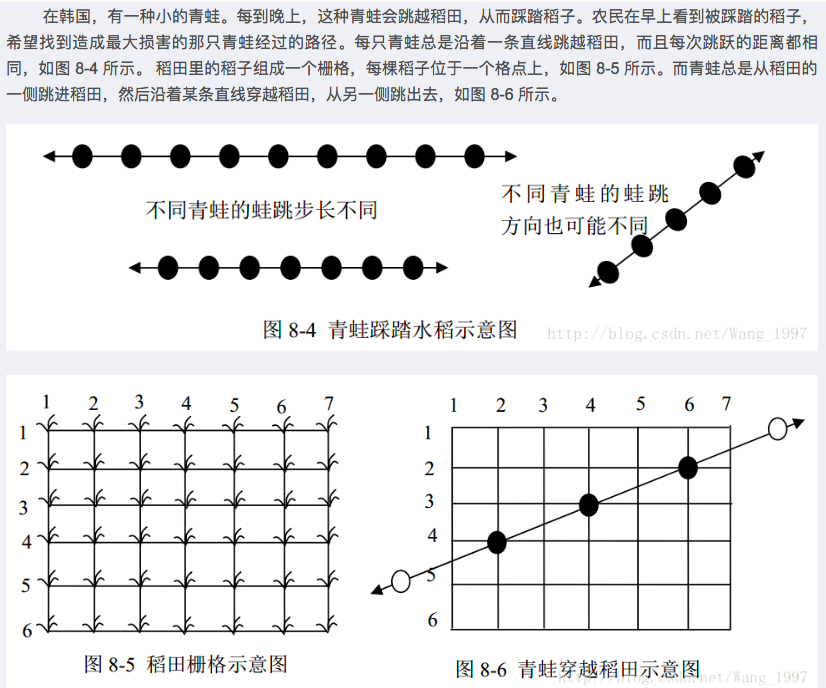 在韩国，有一种小的青蛙。每到晚上，这种青蛙会跳越稻田，从而踩踏稻子。农民在早上看到被踩踏的稻子，
希望找到造成最大损害的那只青蛙经过的路径。每只青蛙总是沿着一条直线跳越稻田，而且每次跳跃的距离都相
同，如图 8-4 所示。 稻田里的稻子组成一个栅格，每棵稻子位于一个格点上，如图 8-5 所示。而青蛙总是从稻田的
一侧跳进稻田，然后沿着某条直线穿越稻田，从另一侧跳出去，如图 8-6 所示。
不同青蛙的蛙跳步长不同
不同青蛙的蛙跳
方向也可能不同
图 8-4 青蛙踩踏水稻示意图
http://blog.csdn.net/Wang_1997
1 2 3 4 5 6 7
1
2
3
4
5
6
图 8-5 稻田栅格示意图
1 2 3 4 5 6 7
1
2
3
4
5
6
图 8-6 青蛙穿越稻田示意图
http://blog.csdn.net/Wang_1997